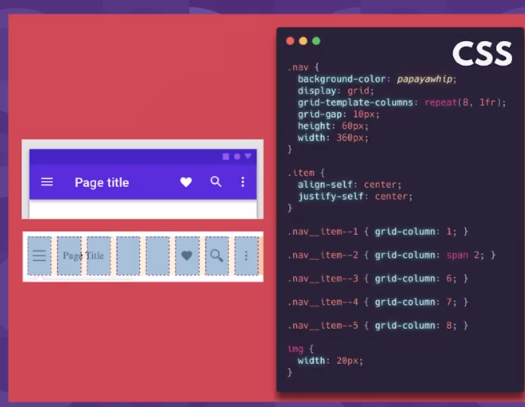 CSS
.nav {
background-color: papayawhip;
display: grid;
grid-template-columns: repeat(8, 1fr);
grid-gap: 10px;
height: 60px;
width: 360px;
}
.item {
align-self: center;
justify-self: center;
}
.nav__item--1 { grid-column: 1; }
.nav__item--2 { grid-column: span 2; }
.nav__item--3 { grid-column: 6; }
.nav__item--4 { grid-column: 7; }
.nav__item--5 { grid-column: 8; }
img {
width: 20px;
}
Page title
Page Title